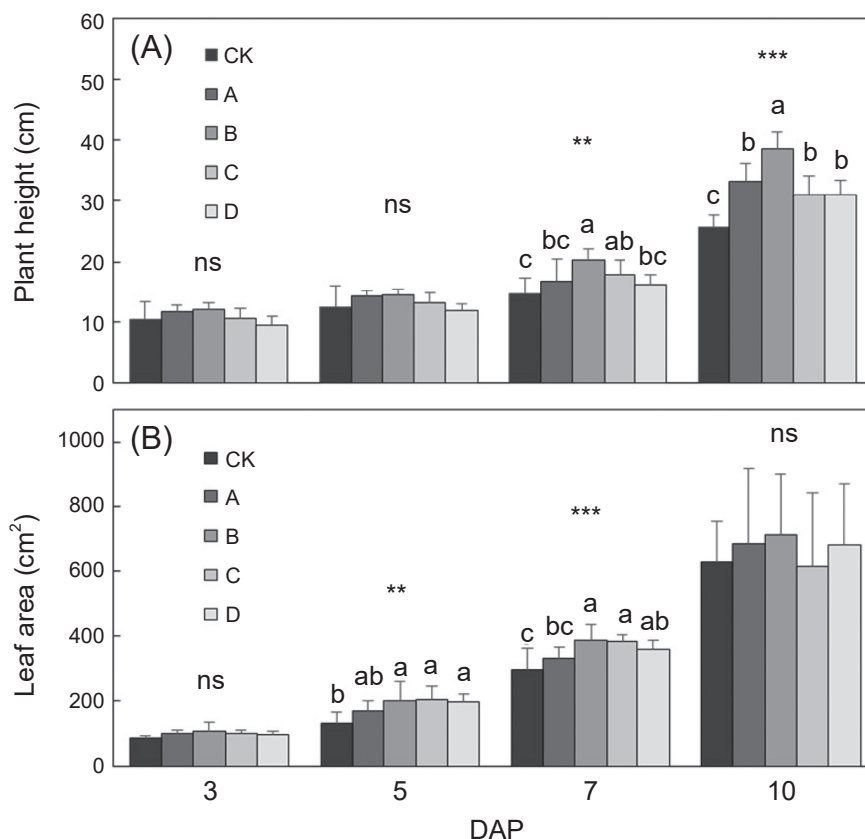 60
50
40
30
20
10
0
Plant height (cm)
(A)
CK
A
B
C
D
ns
ns
**
c bc a ab bc
***
c b a b b
1000
800
600
400
200
0
Leaf area (cm²)
(B)
CK
A
B
C
D
ns
**
b ab a a a
***
c bc a a ab
ns
3 5 7 10
DAP